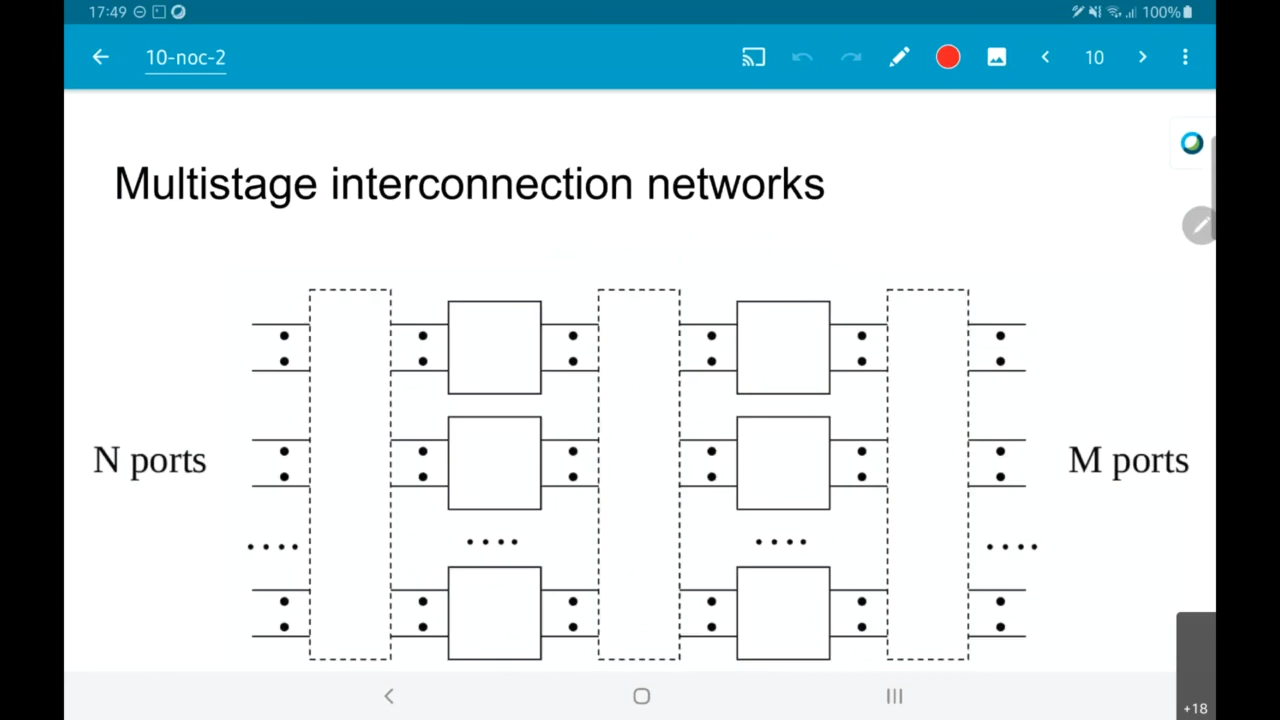 17:49
100%
10-noc-2
10
Multistage interconnection networks
N ports
M ports
+18